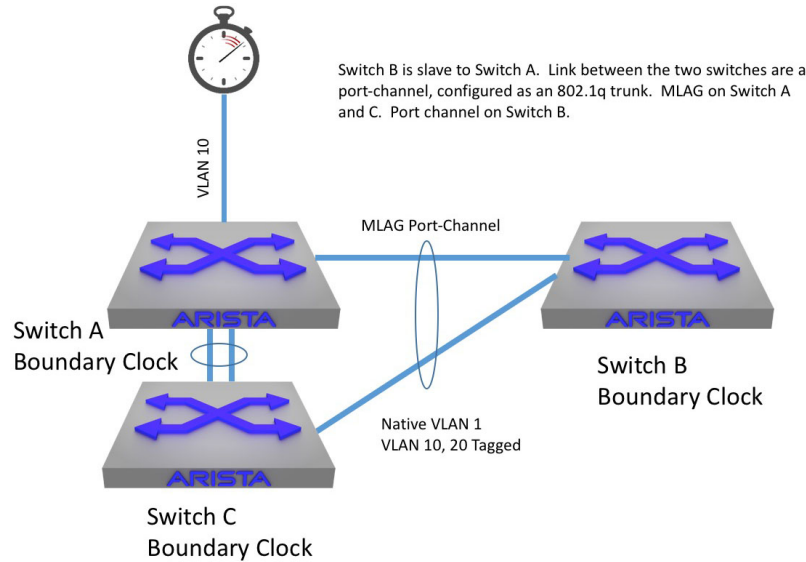 Switch B is slave to Switch A.  Link between the two switches are a
port-channel, configured as an 802.1q trunk.  MLAG on Switch A
and C.  Port channel on Switch B.
VLAN 10
MLAG Port-Channel
ARISTA
ARISTA
Switch A
Boundary Clock
Switch B
Boundary Clock
Native VLAN 1
VLAN 10, 20 Tagged
ARISTA
Switch C
Boundary Clock